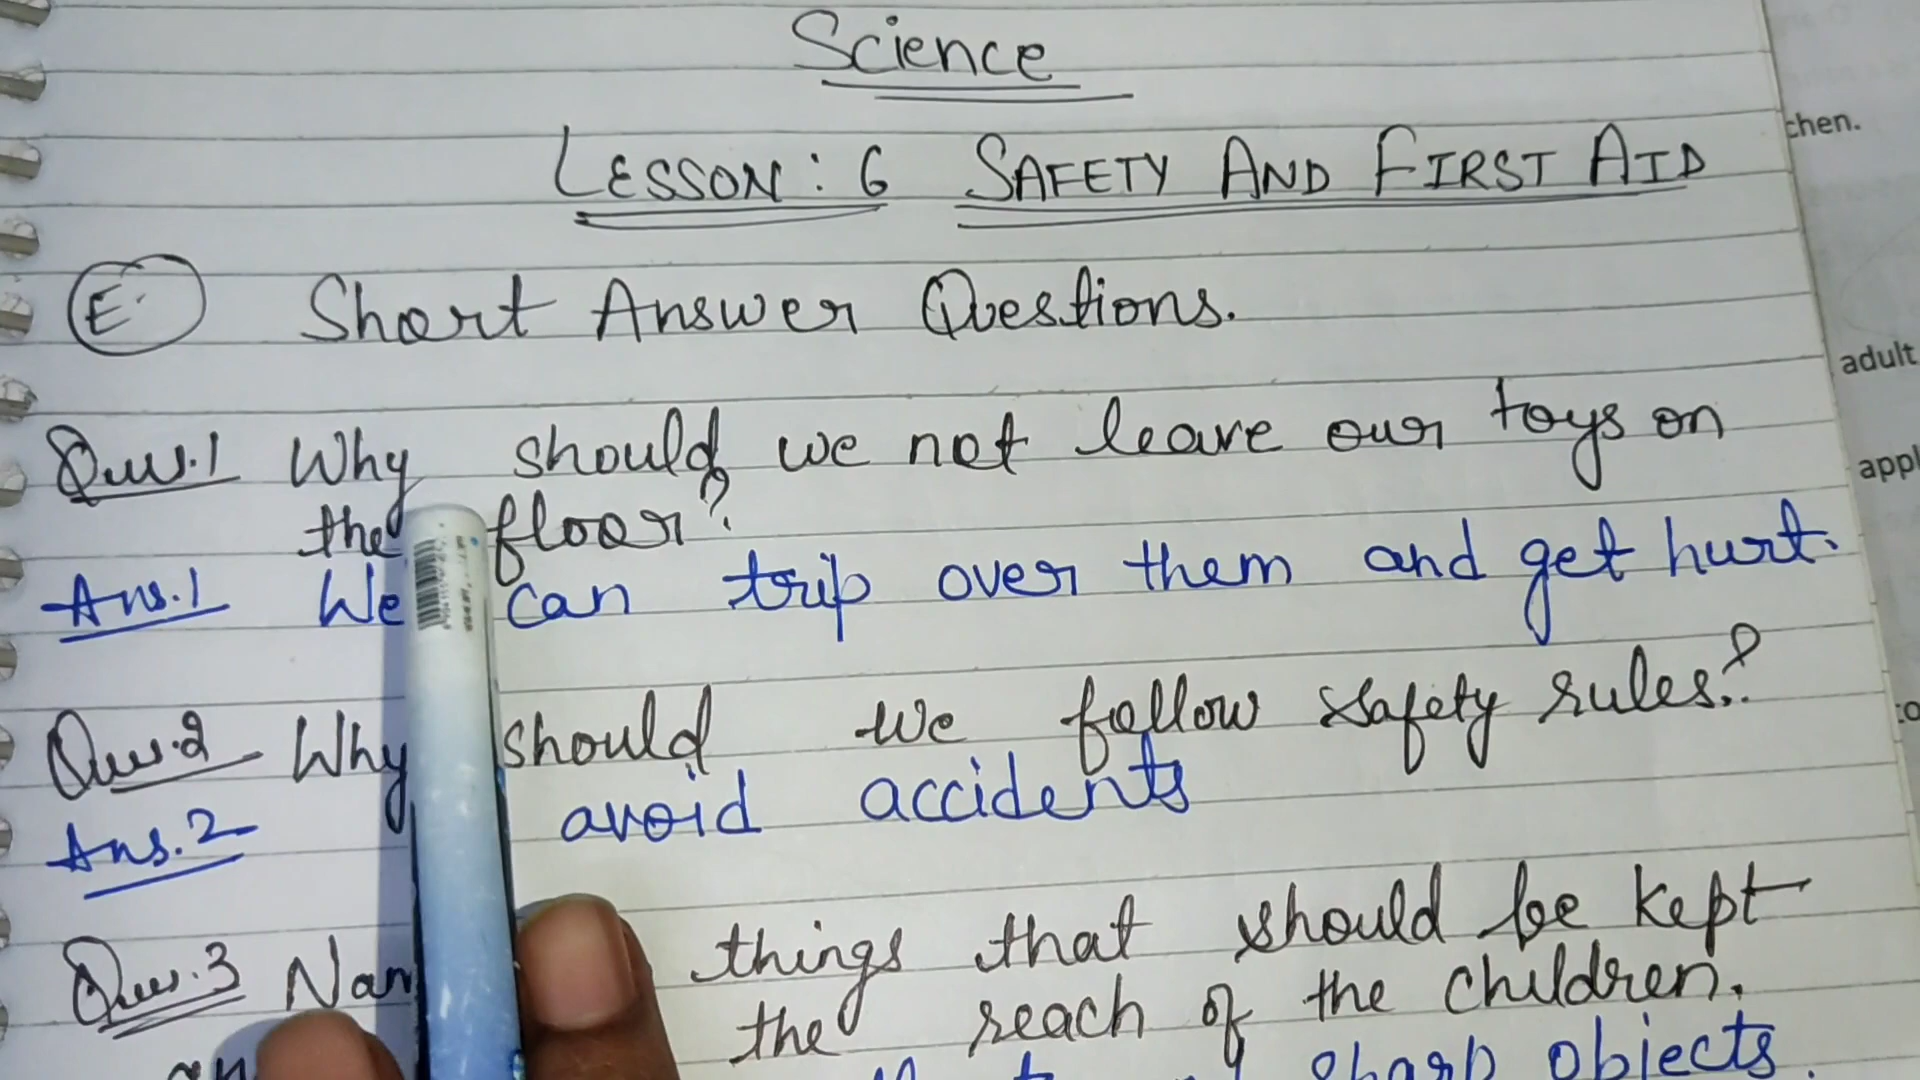 Science
LESSON: 6 SAFETY AND FIRST AID
E. Short Answer Questions.
Que.1 Why should we not leave our toys on
the floor?
Ans.1 We can trip over them and get hurt.
Que.2 Why should we follow safety rules?
Ans.2 avoid accidents
Que.3 things that should be kept
the reach of the children.
sharp objects.
chen.
adult
appl